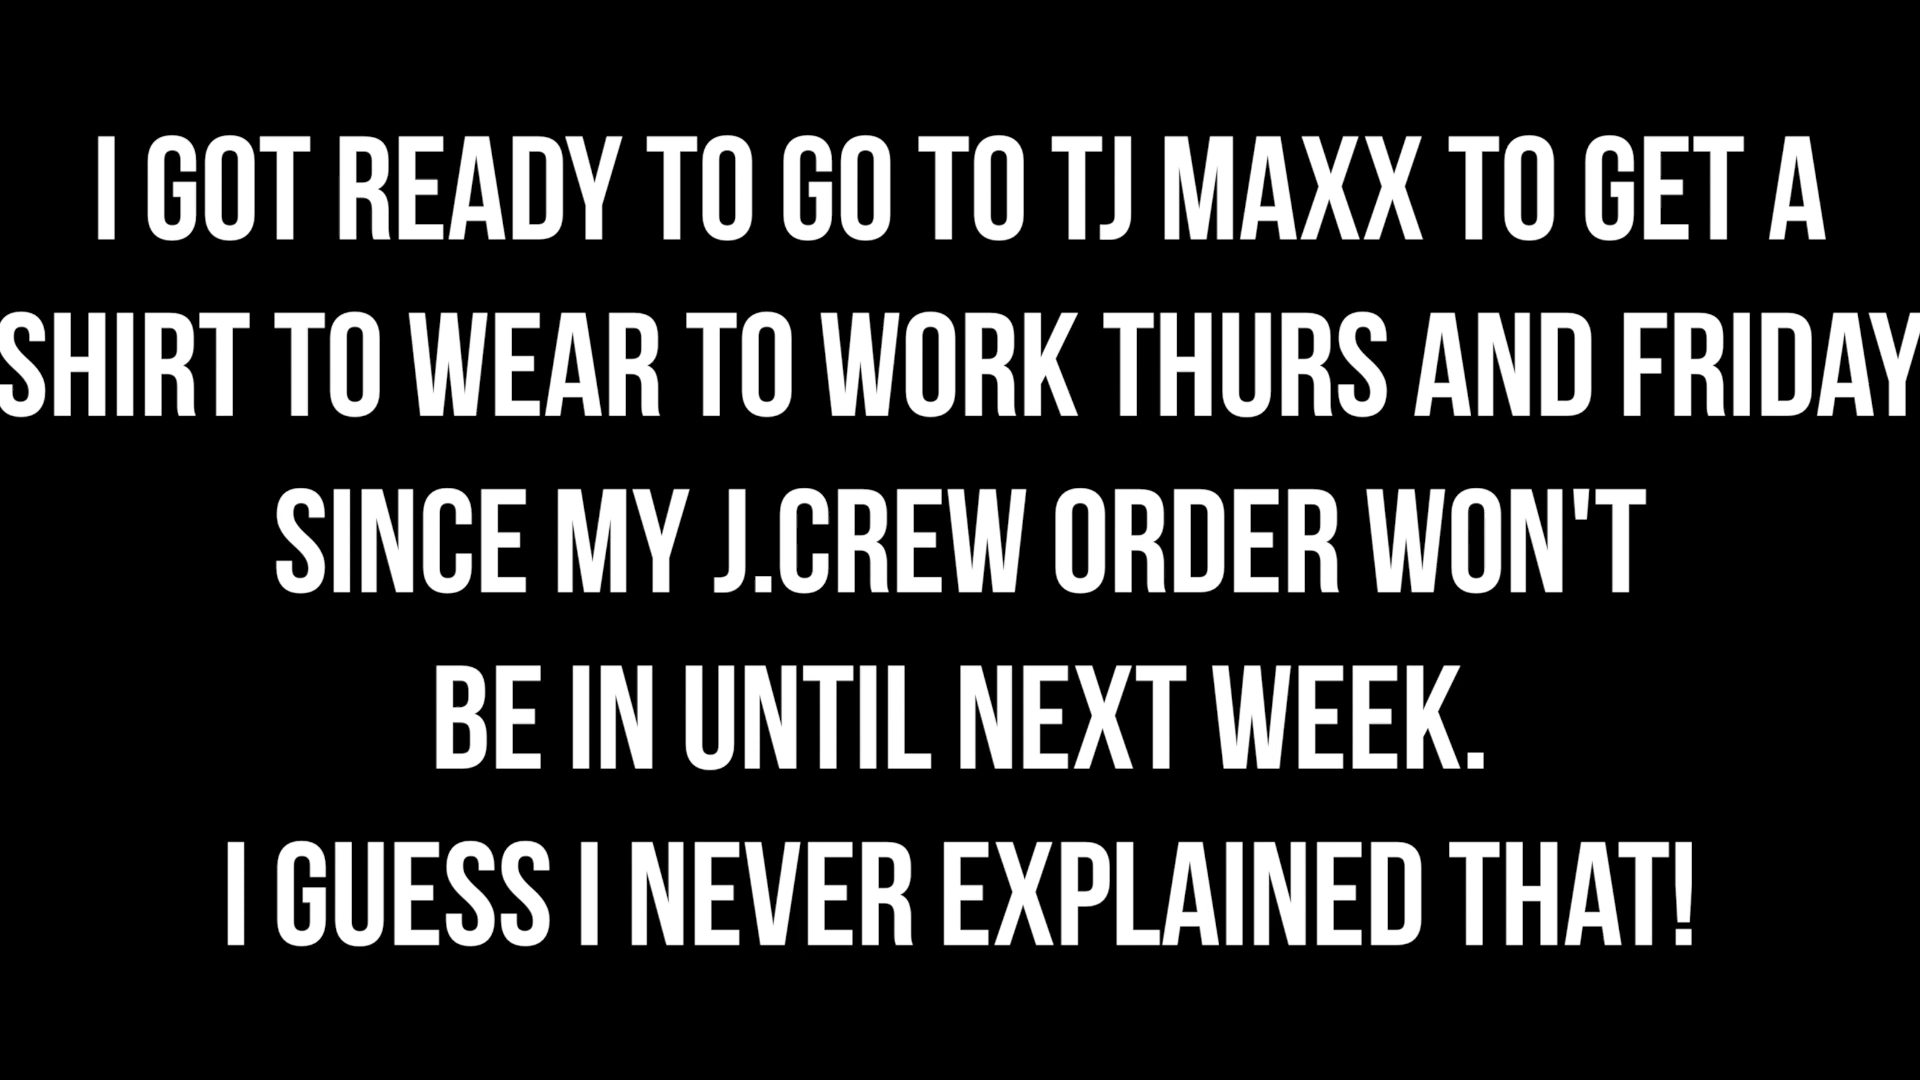 I GOT READY TO GO TO TJ MAXX TO GET A
SHIRT TO WEAR TO WORK THURS AND FRIDAY
SINCE MY J.CREW ORDER WON'T
BE IN UNTIL NEXT WEEK.
I GUESS I NEVER EXPLAINED THAT!